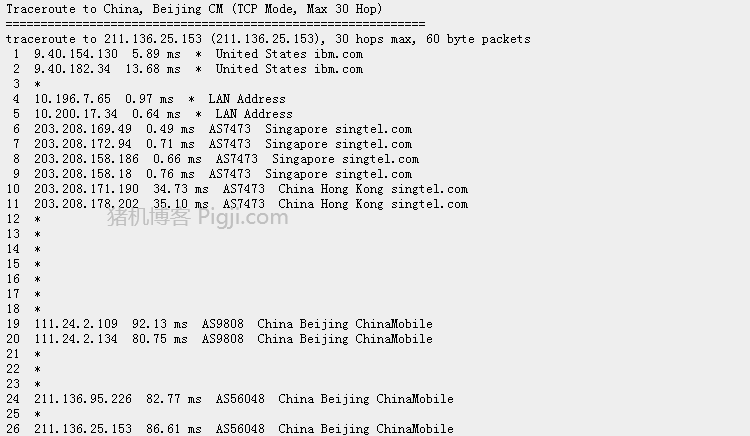 Traceroute to China, Beijing CM (TCP Mode, Max 30 Hop)
============================================================
traceroute to 211.136.25.153 (211.136.25.153), 30 hops max, 60 byte packets
1 9.40.154.130 5.89 ms * United States ibm.com
2 9.40.182.34 13.68 ms * United States ibm.com
3 *
4 10.196.7.65 0.97 ms * LAN Address
5 10.200.17.34 0.64 ms * LAN Address
6 203.208.169.49 0.49 ms AS7473 Singapore singtel.com
7 203.208.172.94 0.71 ms AS7473 Singapore singtel.com
8 203.208.158.186 0.66 ms AS7473 Singapore singtel.com
9 203.208.158.18 0.76 ms AS7473 Singapore singtel.com
10 203.208.171.190 34.73 ms AS7473 China Hong Kong singtel.com
11 203.208.178.202 35.10 ms AS7473 China Hong Kong singtel.com
猪机博客 Pigji.com
12 *
13 *
14 *
15 *
16 *
17 *
18 *
19 111.24.2.109 92.13 ms AS9808 China Beijing ChinaMobile
20 111.24.2.134 80.75 ms AS9808 China Beijing ChinaMobile
21 *
22 *
23 *
24 211.136.95.226 82.77 ms AS56048 China Beijing ChinaMobile
25 *
26 211.136.25.153 86.61 ms AS56048 China Beijing ChinaMobile